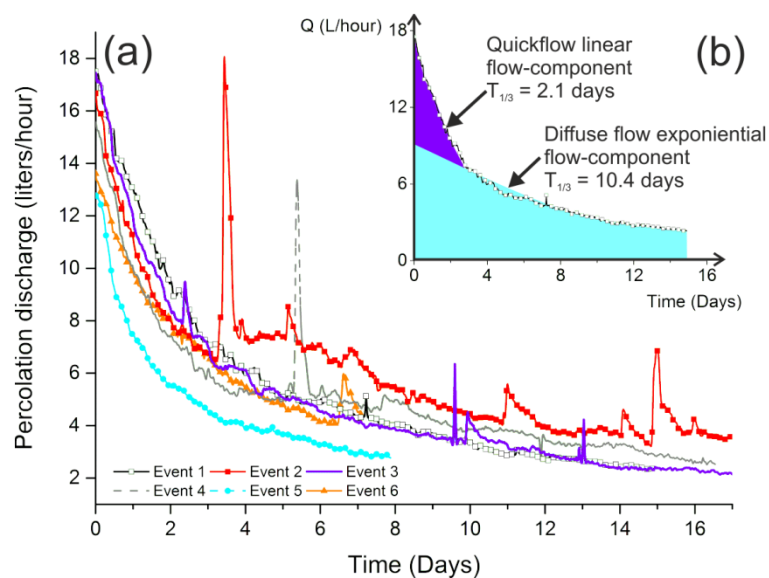 (a)
Percolation discharge (liters/hour)
18
16
14
12
10
8
6
4
2
0 2 4 6 8 10 12 14 16
Time (Days)
Event 1 Event 2 Event 3
Event 4 Event 5 Event 6
Q (L/hour)
(b)
18
12
6
0
0 4 8 12 16
Time (Days)
Quickflow linear
flow-component
T1/3 = 2.1 days
Diffuse flow exponiential
flow-component
T1/3 = 10.4 days